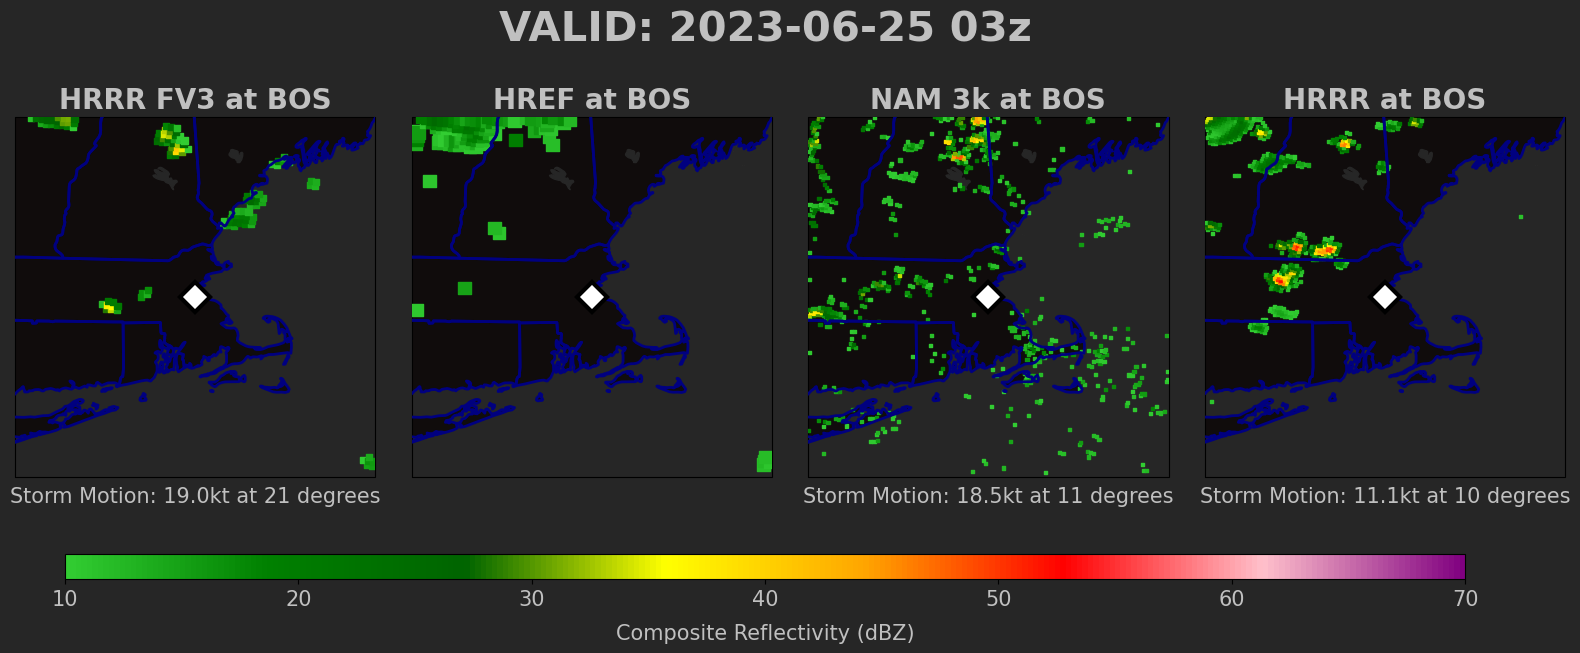 VALID: 2023-06-25 03z
HRRR FV3 at BOS
HREF at BOS
NAM 3k at BOS
HRRR at BOS
Storm Motion: 19.0kt at 21 degrees
Storm Motion: 18.5kt at 11 degrees
Storm Motion: 11.1kt at 10 degrees
10 20 30 40 50 60 70
Composite Reflectivity (dBZ)